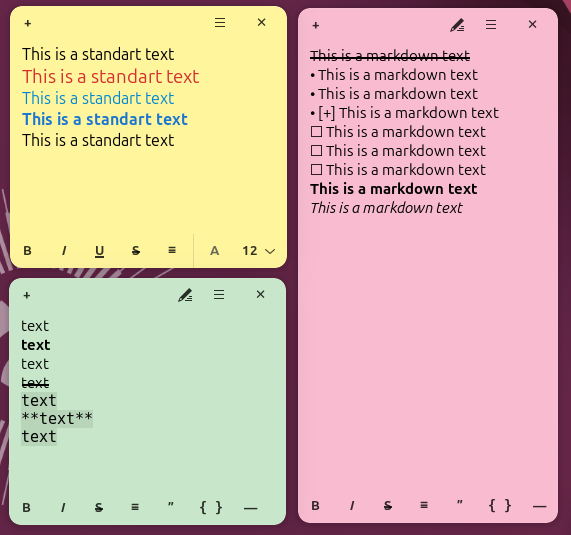 + ☰ ✕
This is a standart text
This is a standart text
This is a standart text
This is a standart text
This is a standart text
B I U S ≡ A 12
+ ☰ ✕
text
text
text
text
text
**text**
text
B I S ≡ " { } —
+ ☰ ✕
This is a markdown text
• This is a markdown text
• This is a markdown text
• [+] This is a markdown text
☐ This is a markdown text
☐ This is a markdown text
☐ This is a markdown text
This is a markdown text
This is a markdown text
B I S ≡ " { } —